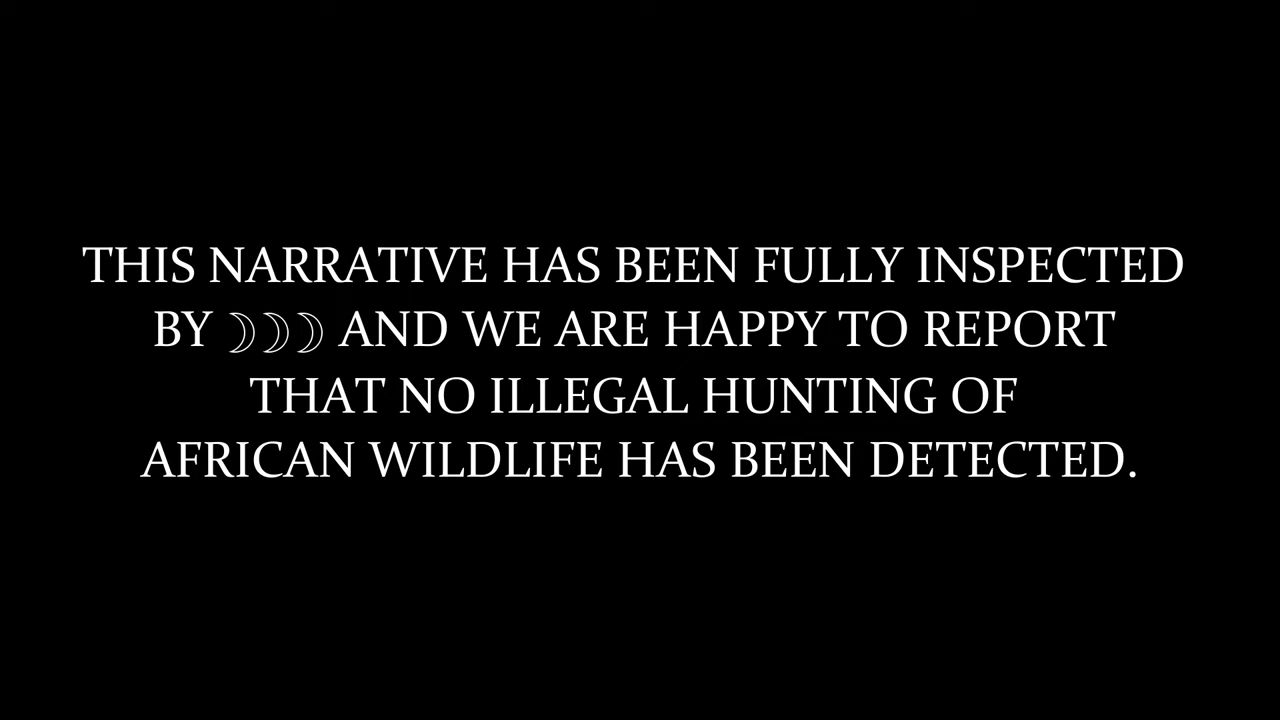 THIS NARRATIVE HAS BEEN FULLY INSPECTED
BY ☽☽☽ AND WE ARE HAPPY TO REPORT
THAT NO ILLEGAL HUNTING OF
AFRICAN WILDLIFE HAS BEEN DETECTED.